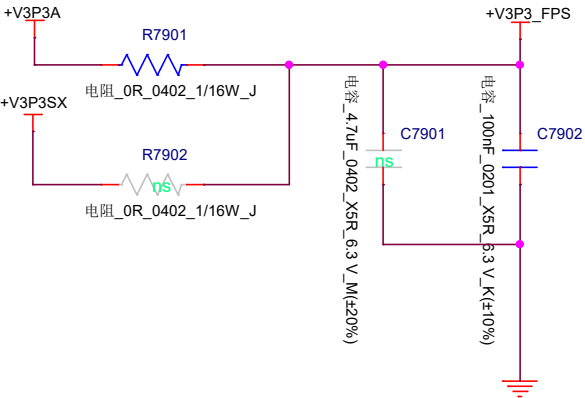 +V3P3A
+V3P3_FPS
R7901
电阻_0R_0402_1/16W_J
+V3P3SX
R7902
ns
电阻_0R_0402_1/16W_J
电容_4.7uF_0402_X5R_6.3 V_M(±20%)
C7901
ns
电容_100nF_0201_X5R_6.3 V_K(±10%)
C7902